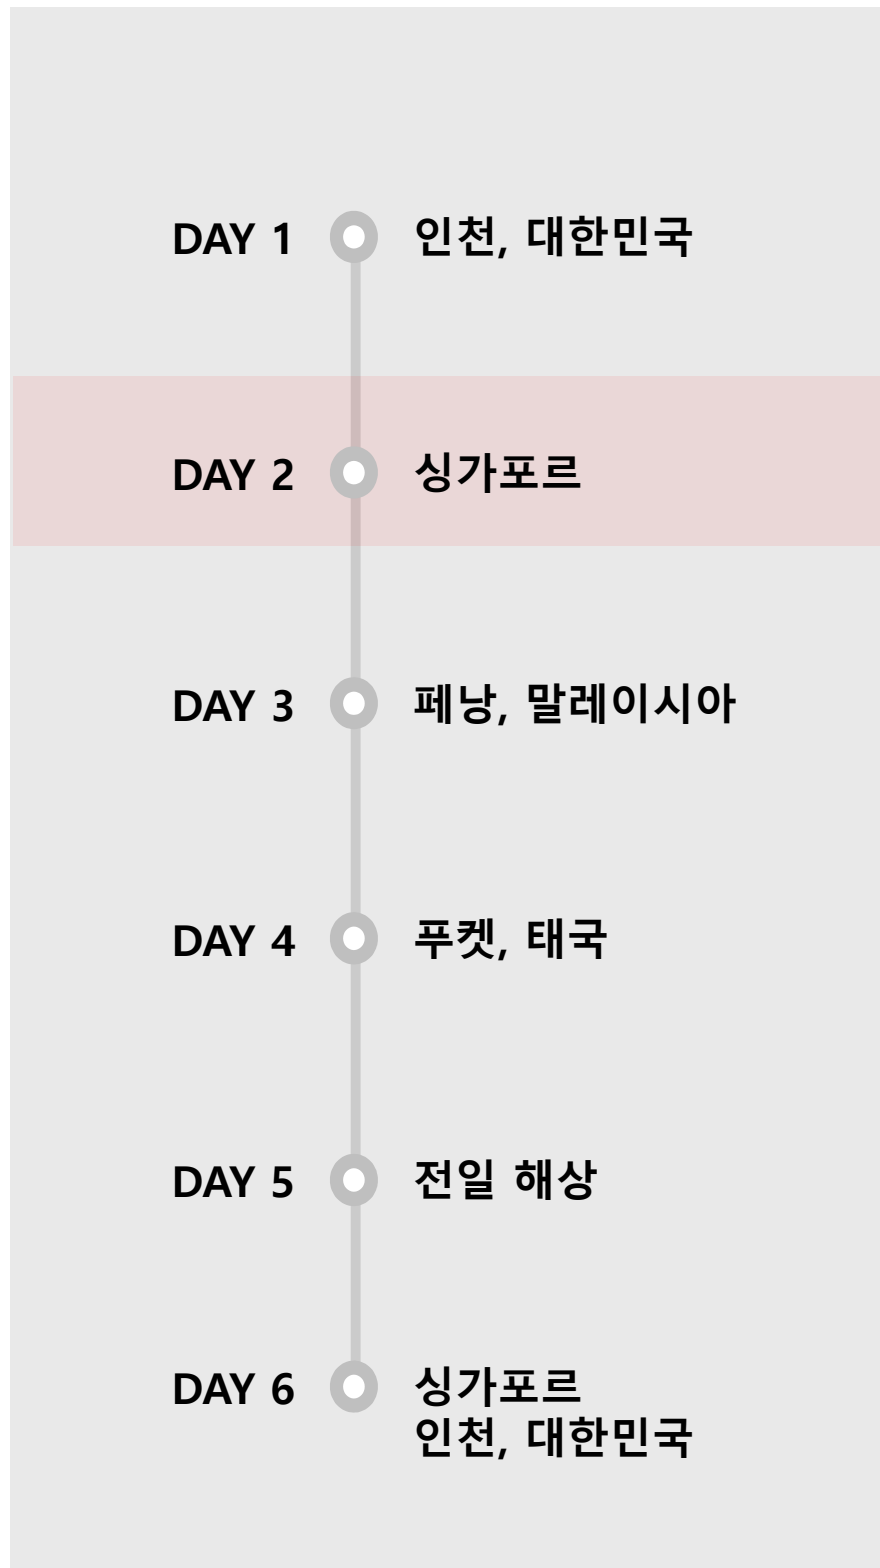 DAY 1 인천, 대한민국
DAY 2 싱가포르
DAY 3 페낭, 말레이시아
DAY 4 푸켓, 태국
DAY 5 전일 해상
DAY 6 싱가포르
인천, 대한민국